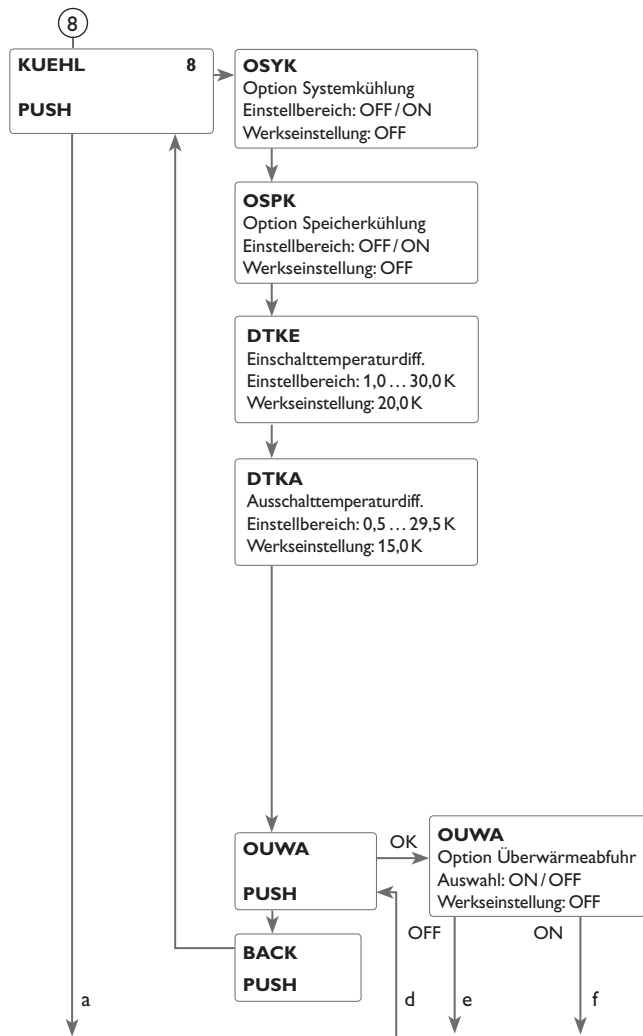 8
KUEHL 8
PUSH
OSYK
Option Systemkühlung
Einstellbereich: OFF / ON
Werkseinstellung: OFF
OSPK
Option Speicherkühlung
Einstellbereich: OFF / ON
Werkseinstellung: OFF
DTKE
Einschalttemperaturdiff.
Einstellbereich: 1,0 ... 30,0 K
Werkseinstellung: 20,0 K
DTKA
Ausschalttemperaturdiff.
Einstellbereich: 0,5 ... 29,5 K
Werkseinstellung: 15,0 K
OUWA
PUSH
OK
OUWA
Option Überwärmeabfuhr
Auswahl: ON / OFF
Werkseinstellung: OFF
OFF ON
BACK
PUSH
a d e f